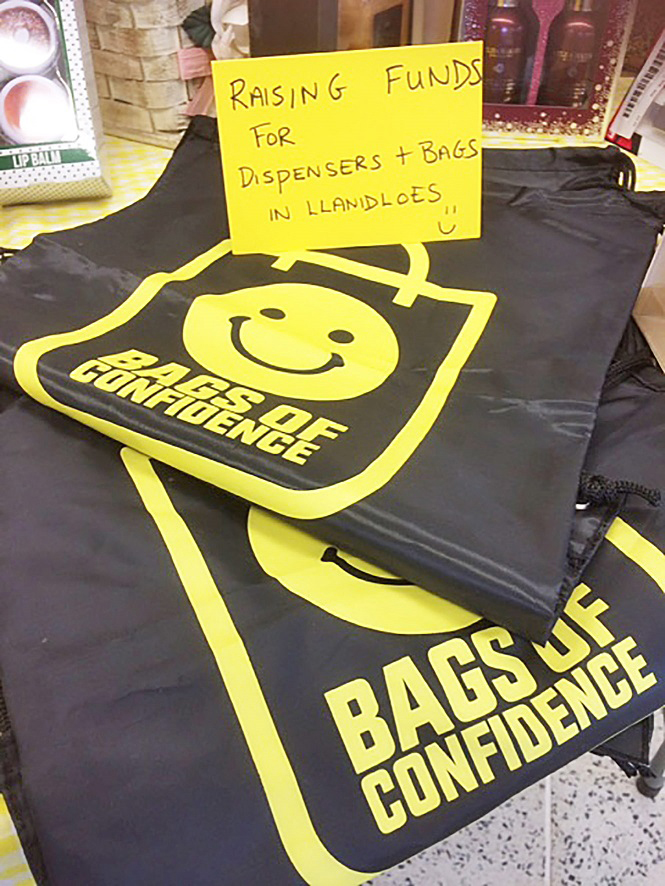 LIP BALM
RAISING FUNDS
FOR
DISPENSERS + BAGS
IN LLANIDLOES
BAGS OF
CONFIDENCE
BAGS OF
CONFIDENCE